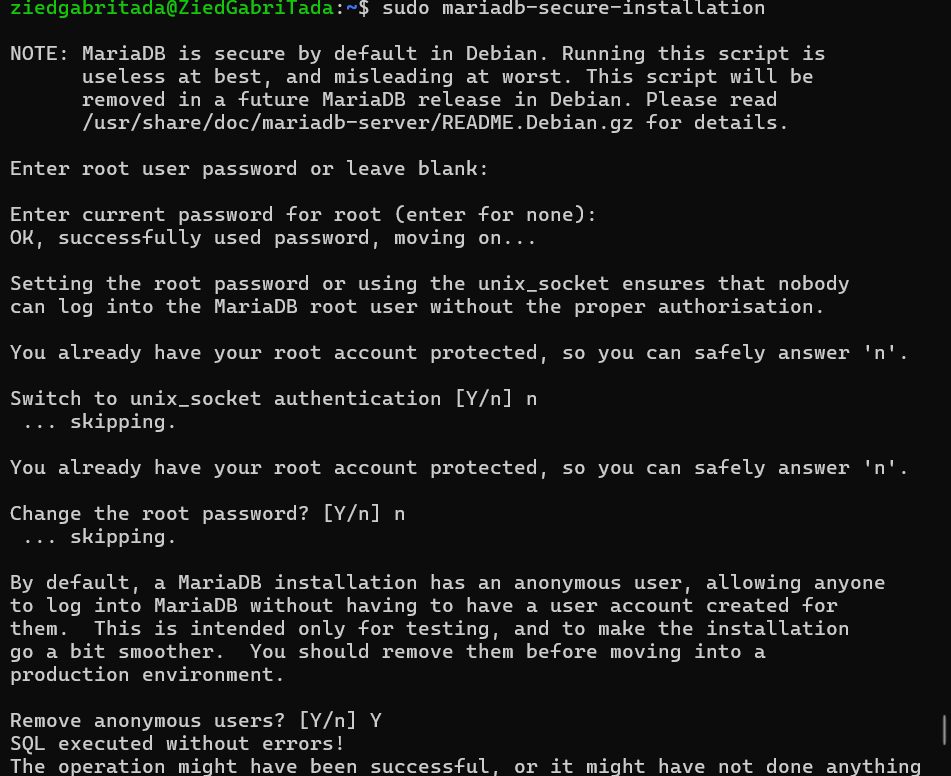 ziedgabritada@ZiedGabriTada:~$ sudo mariadb-secure-installation
NOTE: MariaDB is secure by default in Debian. Running this script is
useless at best, and misleading at worst. This script will be
removed in a future MariaDB release in Debian. Please read
/usr/share/doc/mariadb-server/README.Debian.gz for details.
Enter root user password or leave blank:
Enter current password for root (enter for none):
OK, successfully used password, moving on...
Setting the root password or using the unix_socket ensures that nobody
can log into the MariaDB root user without the proper authorisation.
You already have your root account protected, so you can safely answer 'n'.
Switch to unix_socket authentication [Y/n] n
... skipping.
You already have your root account protected, so you can safely answer 'n'.
Change the root password? [Y/n] n
... skipping.
By default, a MariaDB installation has an anonymous user, allowing anyone
to log into MariaDB without having to have a user account created for
them.  This is intended only for testing, and to make the installation
go a bit smoother.  You should remove them before moving into a
production environment.
Remove anonymous users? [Y/n] Y
SQL executed without errors!
The operation might have been successful, or it might have not done anything